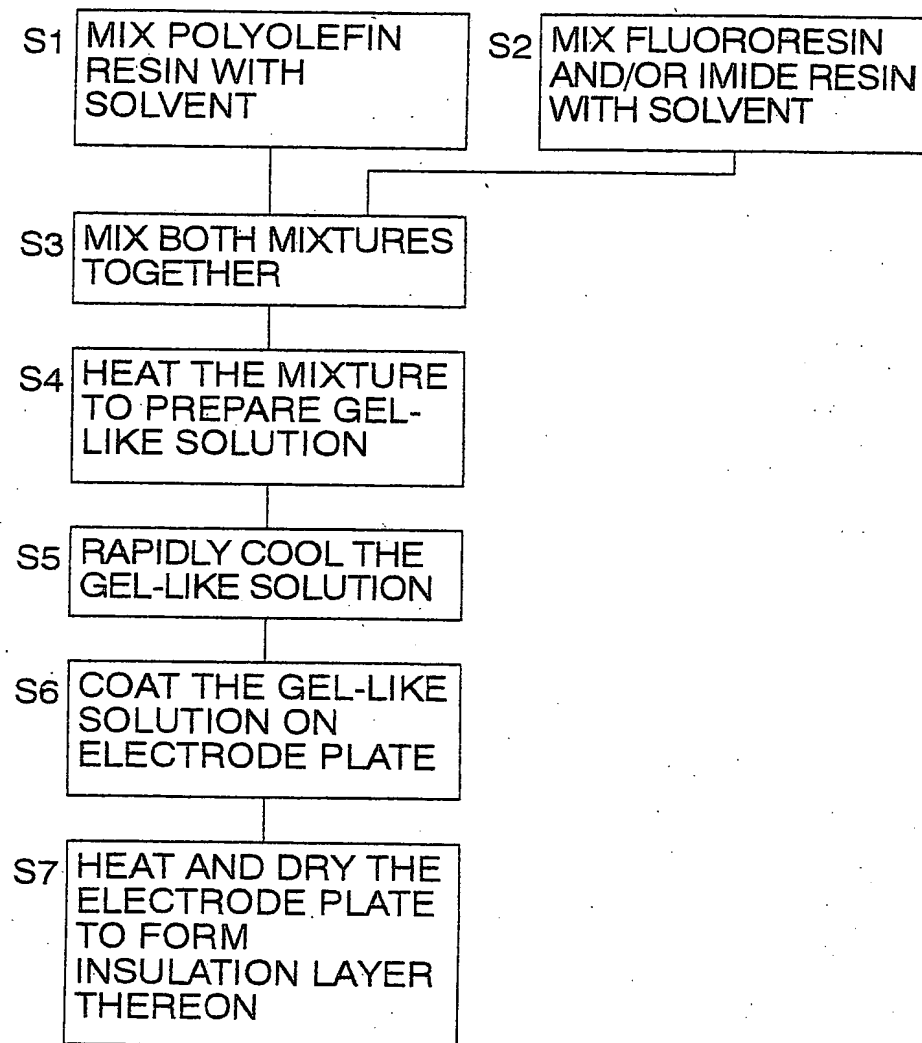 S1
MIX POLYOLEFIN
RESIN WITH
SOLVENT
S2
MIX FLUORORESIN
AND/OR IMIDE RESIN
WITH SOLVENT
S3
MIX BOTH MIXTURES
TOGETHER
S4
HEAT THE MIXTURE
TO PREPARE GEL-
LIKE SOLUTION
S5
RAPIDLY COOL THE
GEL-LIKE SOLUTION
S6
COAT THE GEL-LIKE
SOLUTION ON
ELECTRODE PLATE
S7
HEAT AND DRY THE
ELECTRODE PLATE
TO FORM
INSULATION LAYER
THEREON